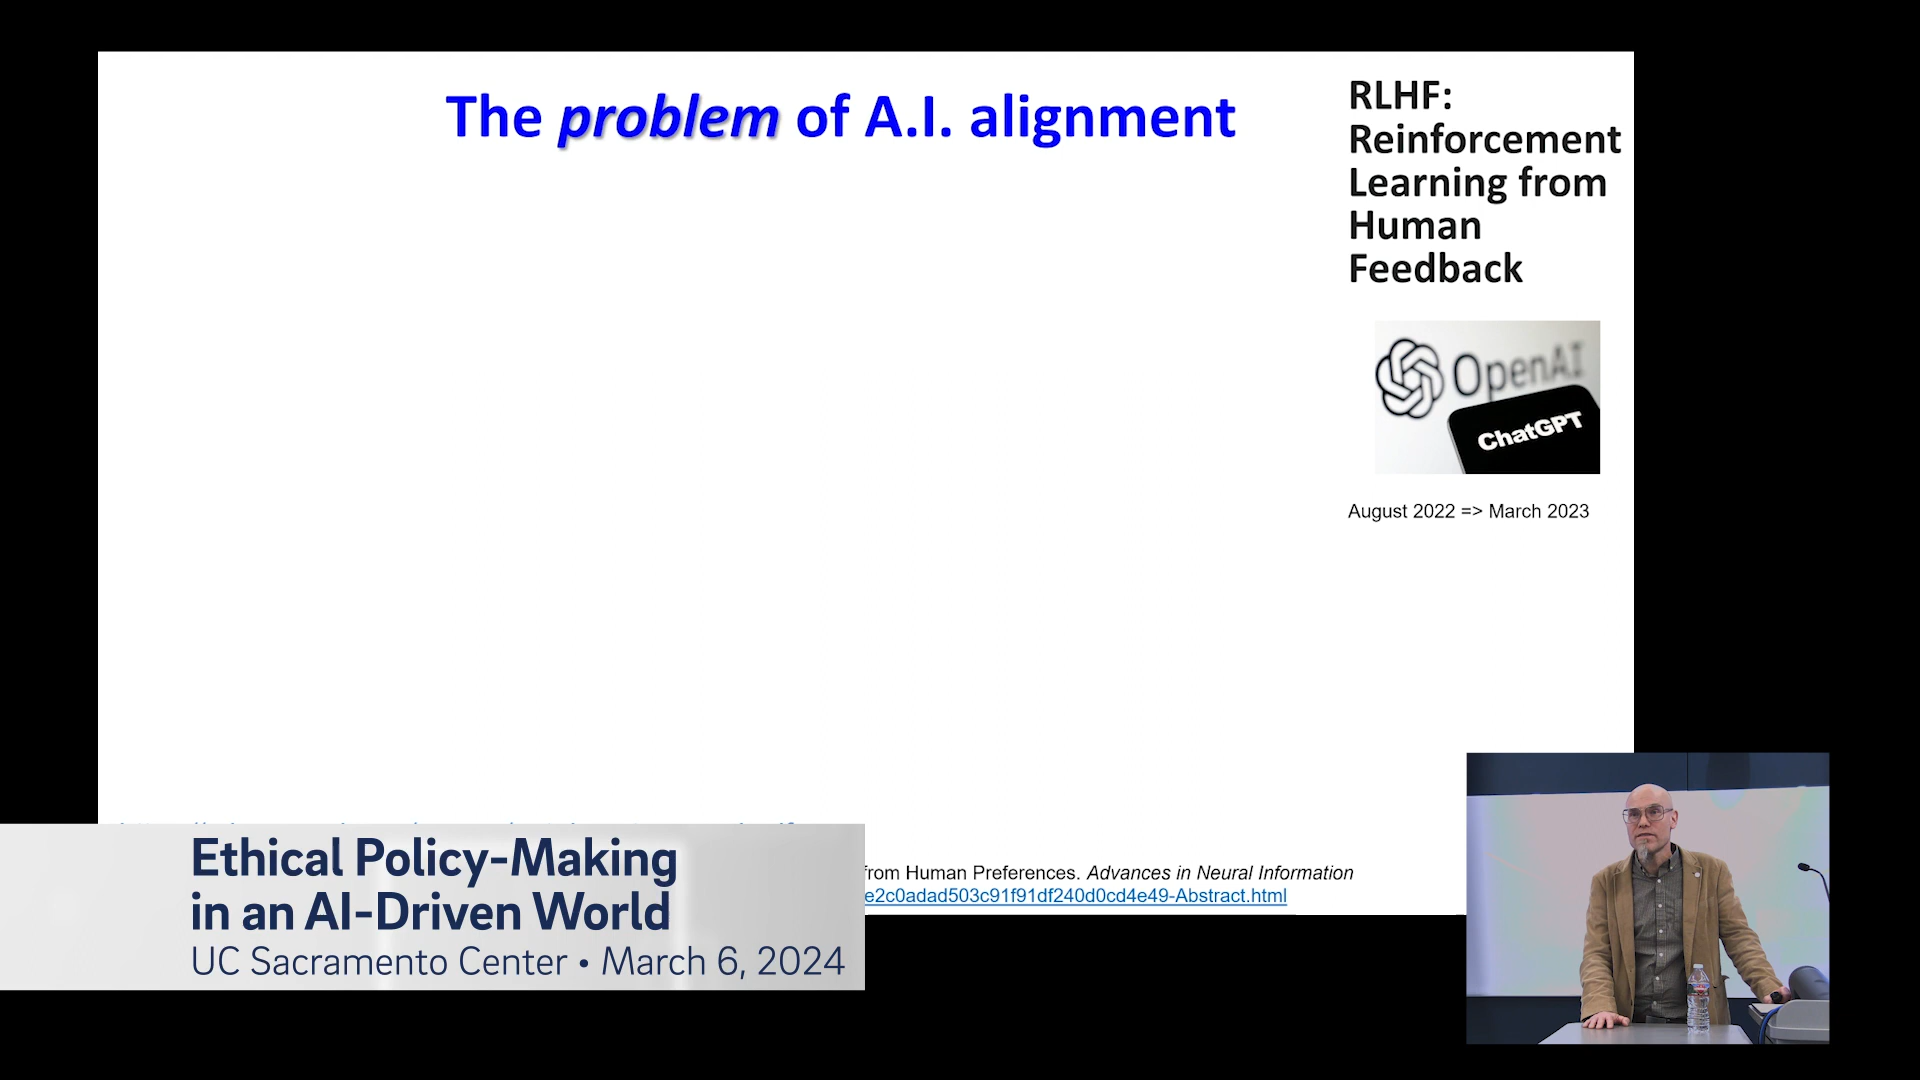 The problem of A.I. alignment
RLHF:
Reinforcement
Learning from
Human
Feedback
OpenAI
ChatGPT
August 2022 => March 2023
from Human Preferences. Advances in Neural Information
e2c0adad503c91f91df240d0cd4e49-Abstract.html
Ethical Policy-Making
in an AI-Driven World
UC Sacramento Center • March 6, 2024